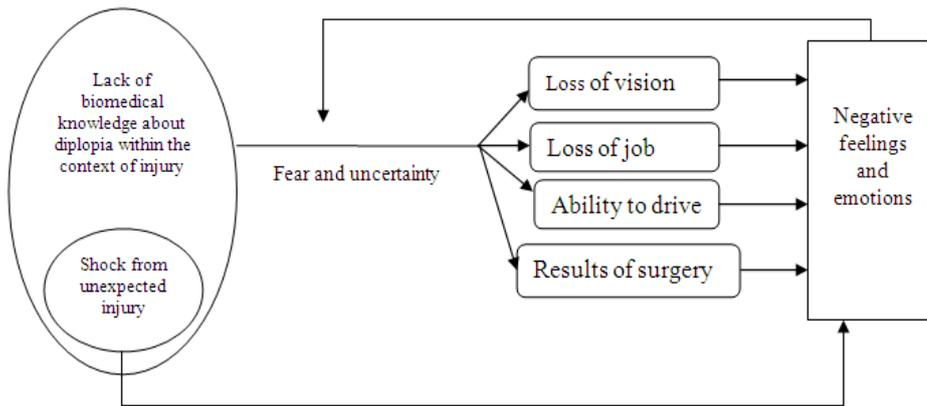 Lack of
biomedical
knowledge about
diplopia within the
context of injury
Shock from
unexpected
injury
Fear and uncertainty
Loss of vision
Loss of job
Ability to drive
Results of surgery
Negative
feelings
and
emotions